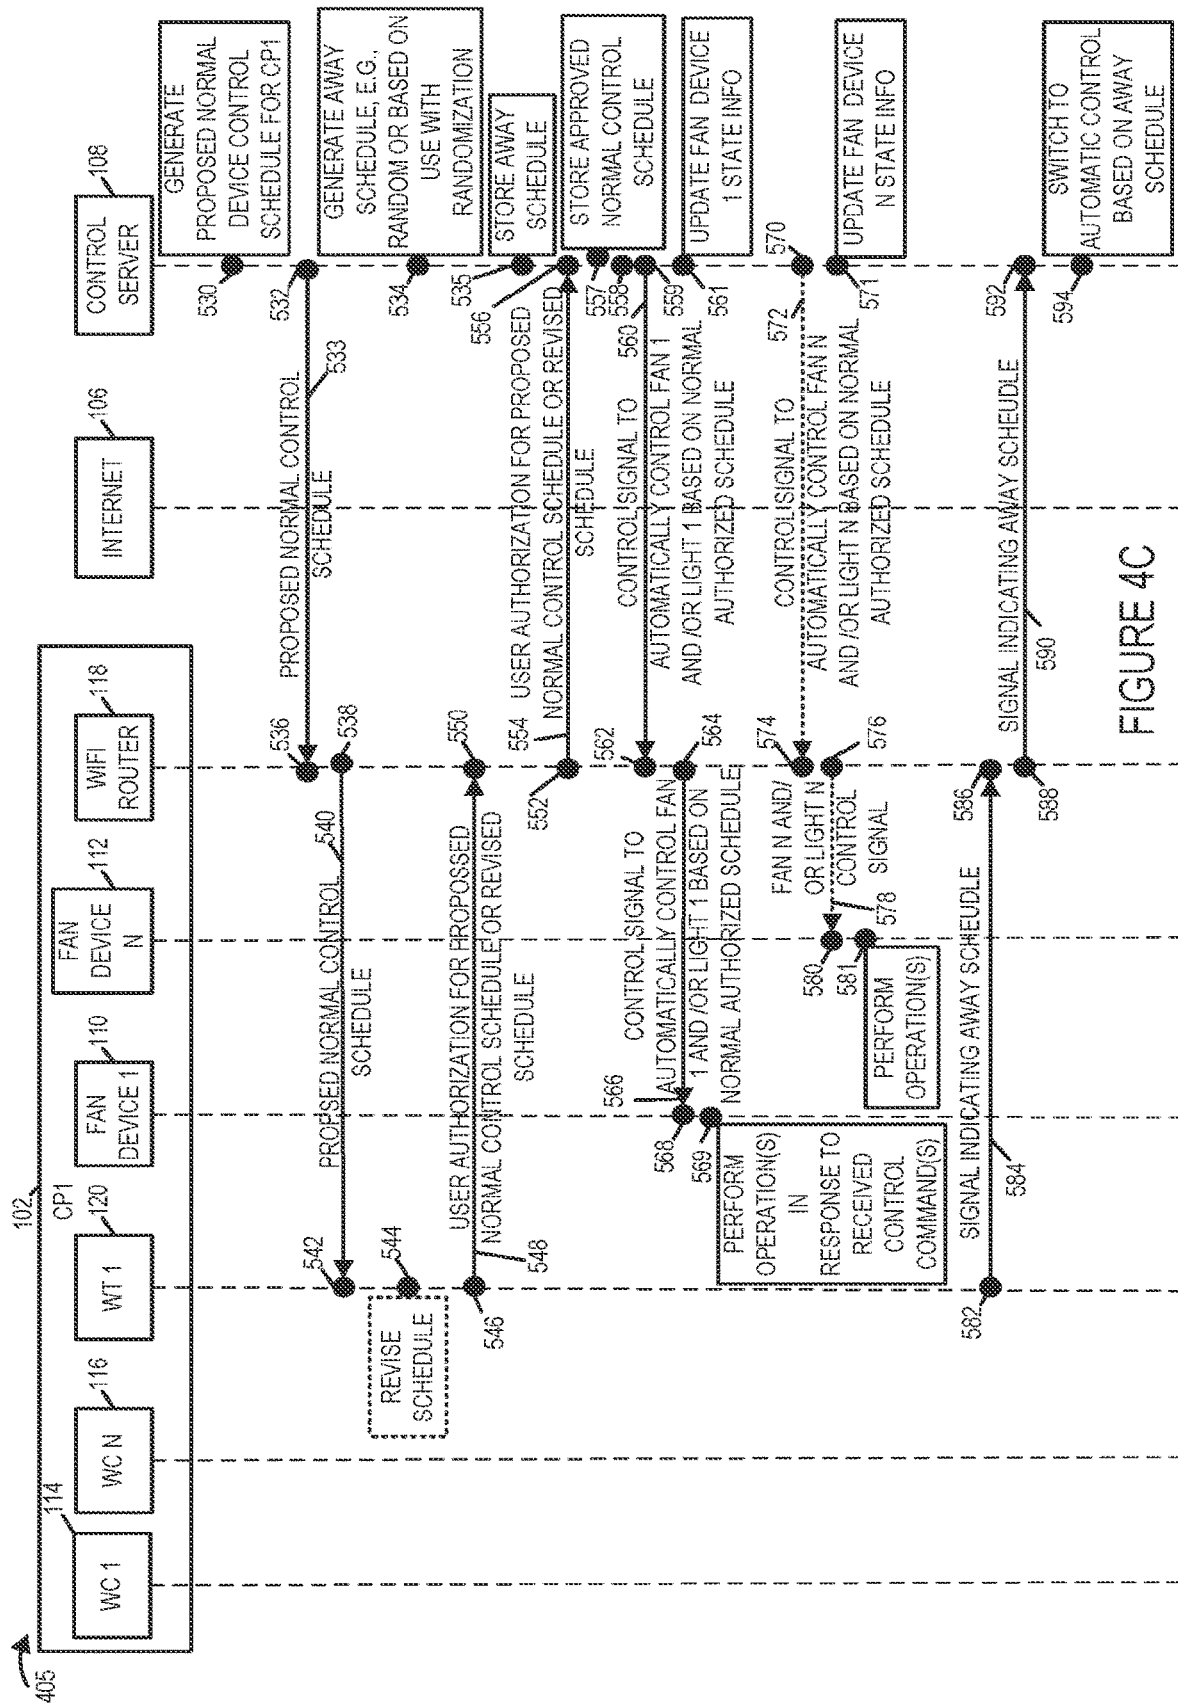 405
102
CP1
114
WC 1
116
WC N
120
WT 1
110
FAN
DEVICE 1
112
FAN
DEVICE
N
118
WIFI
ROUTER
106
INTERNET
108
CONTROL
SERVER
530
GENERATE
PROPOSED NORMAL
DEVICE CONTROL
SCHEDULE FOR CP1
532
533
PROPOSED NORMAL CONTROL
SCHEDULE
536
538
540
PROPSED NORMAL CONTROL
SCHEDULE
542
534
GENERATE AWAY
SCHEDULE, E.G.,
RANDOM OR BASED ON
USE WITH
RANDOMIZATION
544
REVISE
SCHEDULE
535
STORE AWAY
SCHEDULE
546
548
USER AUTHORIZATION FOR PROPOSSED
NORMAL CONTROL SCHEDULE OR REVISED
SCHEDULE
550
552
554
USER AUTHORIZATION FOR PROPOSED
NORMAL CONTROL SCHEDULE OR REVISED
SCHEDULE
556
557
STORE APPROVED
NORMAL CONTROL
SCHEDULE
558
559
560
CONTROL SIGNAL TO
AUTOMATICALLY CONTROL FAN 1
AND /OR LIGHT 1 BASED ON NORMAL
AUTHORIZED SCHEDULE
562
561
UPDATE FAN DEVICE
1 STATE INFO
564
566
CONTROL SIGNAL TO
AUTOMATICALLY CONTROL FAN
1 AND /OR LIGHT 1 BASED ON
NORMAL AUTHORIZED SCHEDULE
568
569
PERFORM
OPERATION(S)
IN
RESPONSE TO
RECEIVED
CONTROL
COMMAND(S)
570
572
CONTROL SIGNAL TO
AUTOMATICALLY CONTROL FAN N
AND /OR LIGHT N BASED ON NORMAL
AUTHORIZED SCHEDULE
574
571
UPDATE FAN DEVICE
N STATE INFO
576
FAN N AND/
OR LIGHT N
CONTROL
SIGNAL
578
580
581
PERFORM
OPERATION(S)
582
584
SIGNAL INDICATING AWAY SCHEUDLE
586
588
590
SIGNAL INDICATING AWAY SCHEUDLE
592
594
SWITCH TO
AUTOMATIC CONTROL
BASED ON AWAY
SCHEDULE
FIGURE 4C